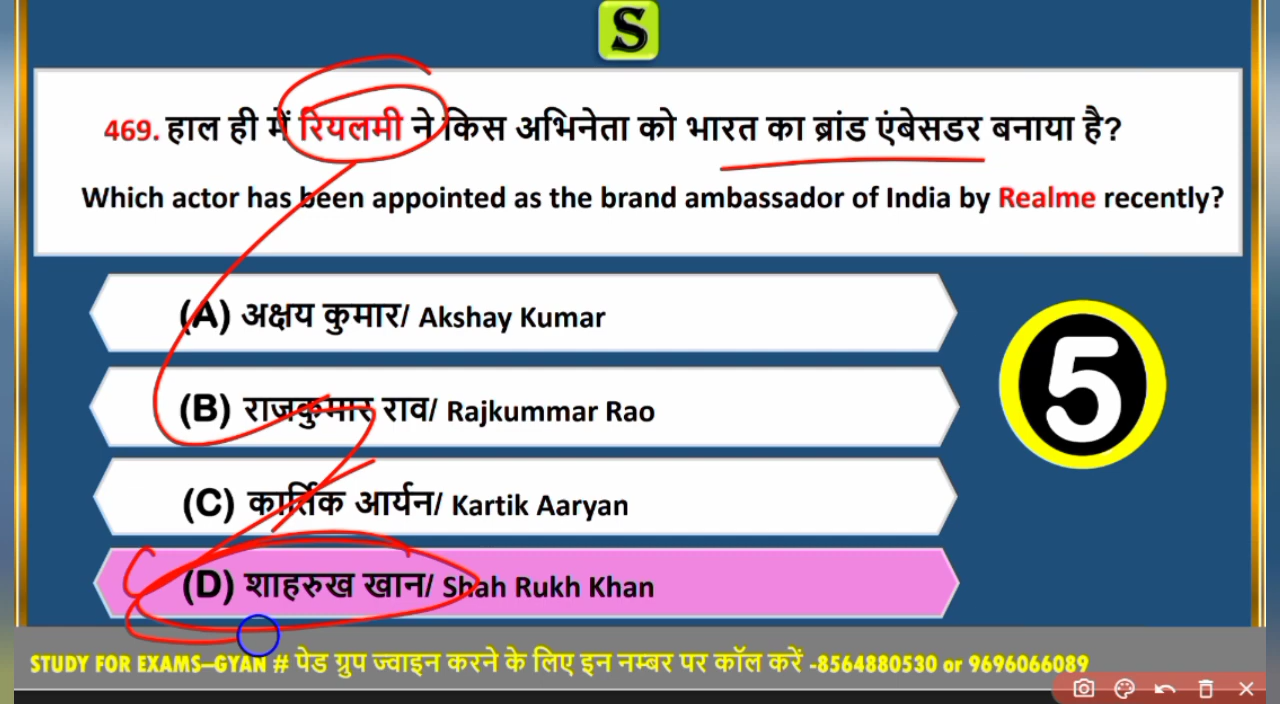 S
469. हाल ही में रियलमी ने किस अभिनेता को भारत का ब्रांड एंबेसडर बनाया है?
Which actor has been appointed as the brand ambassador of India by Realme recently?
(A) अक्षय कुमार/ Akshay Kumar
(B) राजकुमार राव/ Rajkummar Rao
5
(C) कार्तिक आर्यन/ Kartik Aaryan
(D) शाहरुख खान/ Shah Rukh Khan
STUDY FOR EXAMS–GYAN # पेड ग्रुप ज्वाइन करने के लिए इन नम्बर पर कॉल करें -8564880530 or 9696066089